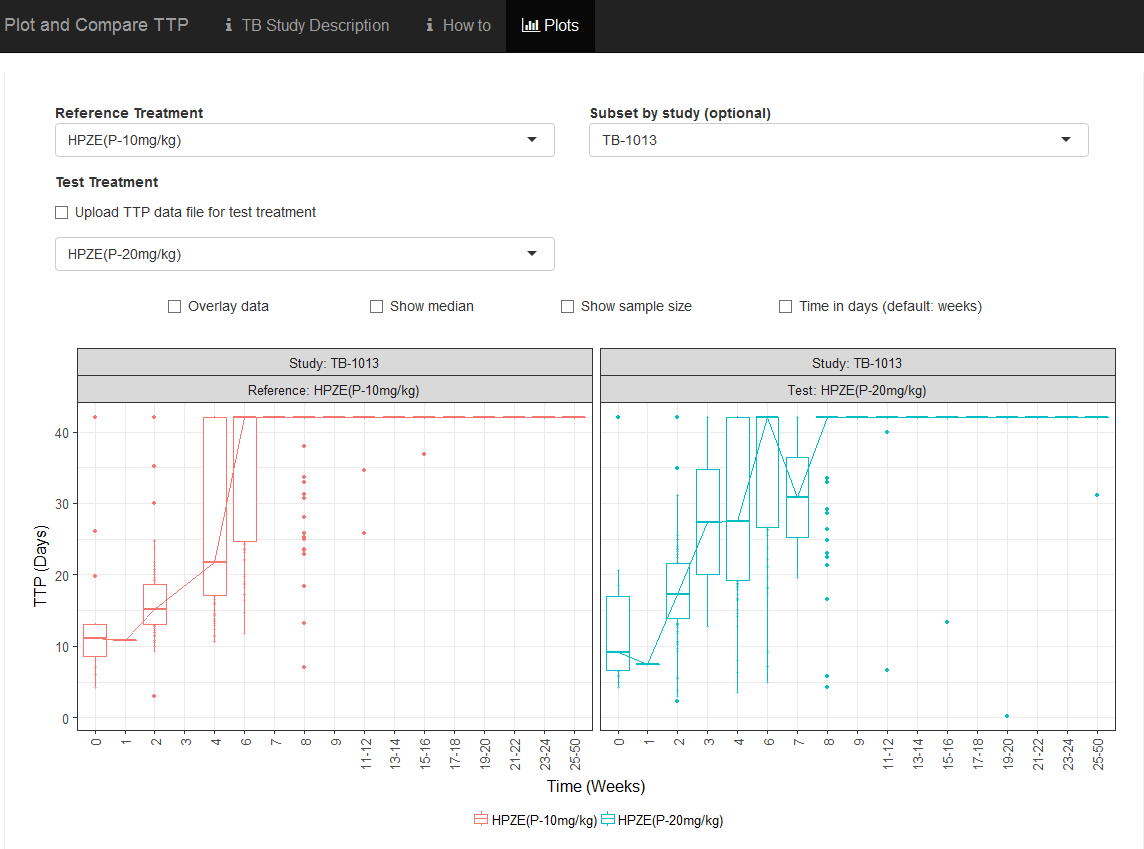 Plot and Compare TTP TB Study Description How to Plots
Reference Treatment Subset by study (optional)
HPZE(P-10mg/kg) TB-1013
Test Treatment
Upload TTP data file for test treatment
HPZE(P-20mg/kg)
Overlay data Show median Show sample size Time in days (default: weeks)
Study: TB-1013 Study: TB-1013
Reference: HPZE(P-10mg/kg) Test: HPZE(P-20mg/kg)
40
30
20
10
0
TTP (Days)
0 1 2 3 4 6 7 8 9 11-12 13-14 15-16 17-18 19-20 21-22 23-24 25-50
0 1 2 3 4 6 7 8 9 11-12 13-14 15-16 17-18 19-20 21-22 23-24 25-50
Time (Weeks)
HPZE(P-10mg/kg) HPZE(P-20mg/kg)